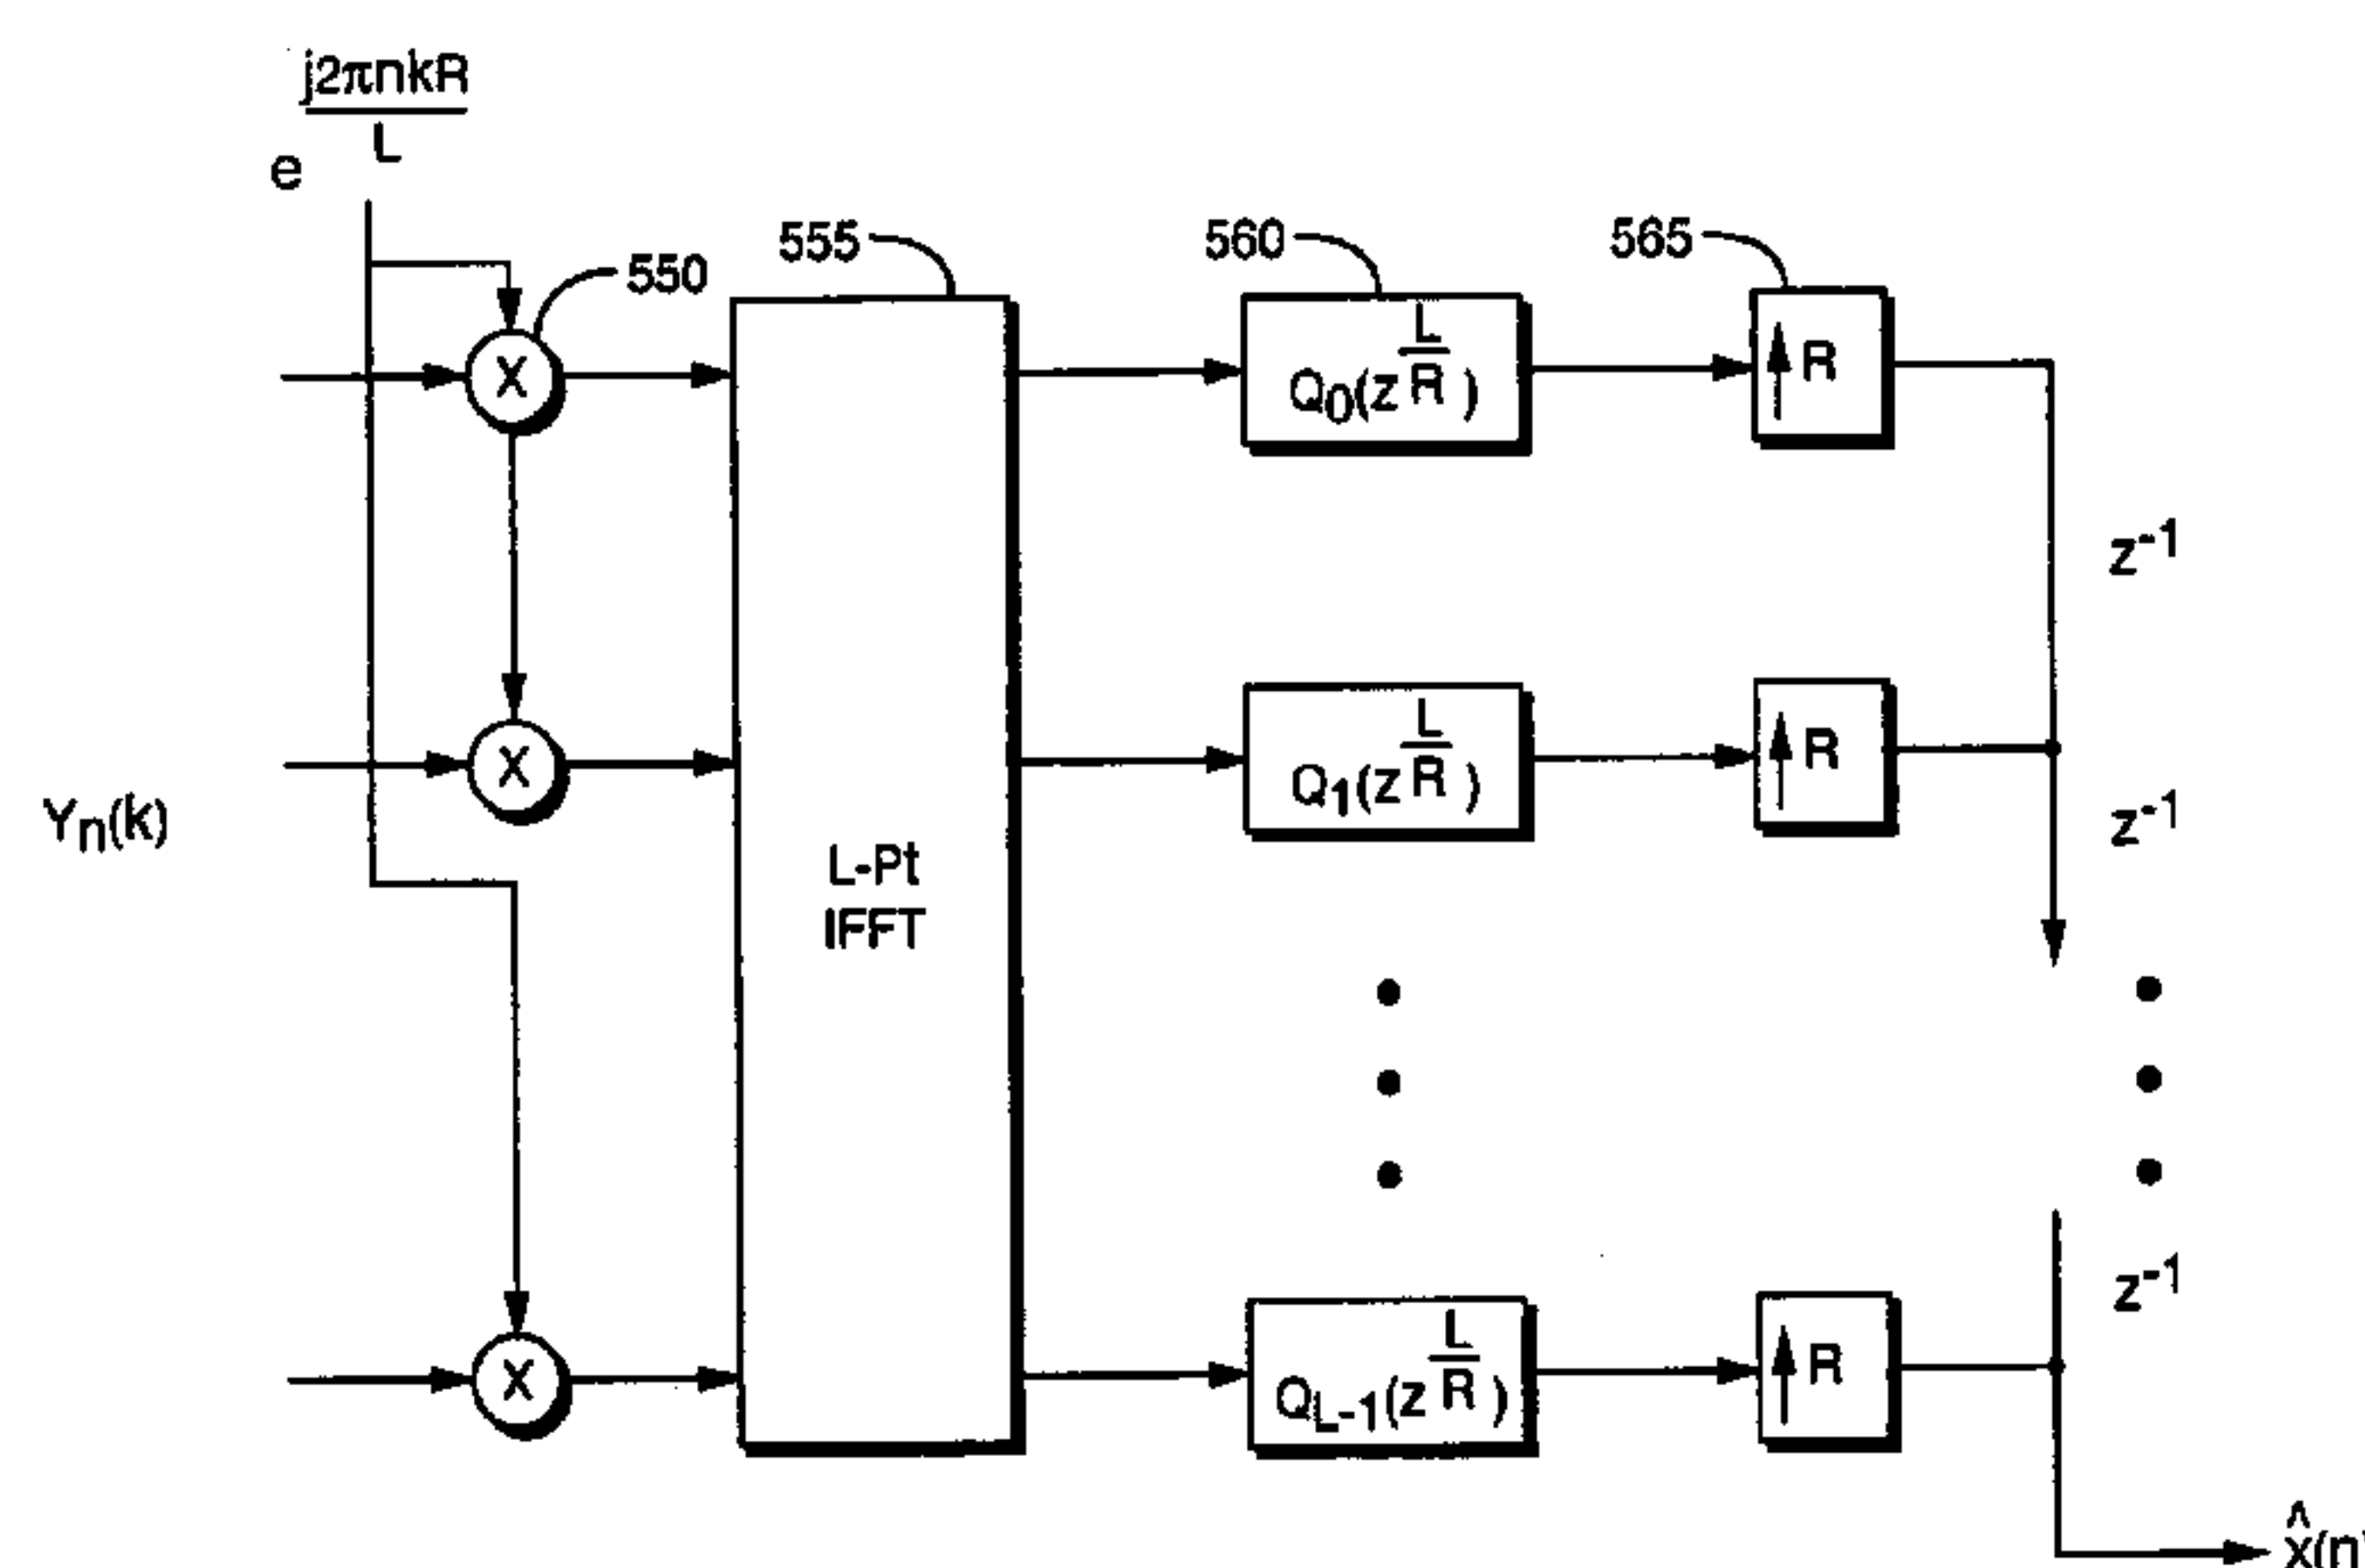 j2πnkR
L
e
550
555
560
565
X
L
Q0(z R )
R
z-1
X
L
Q1(z R )
R
z-1
Yn(k)
L-Pt
IFFT
X
L
QL-1(z R )
R
z-1
x̂(n)